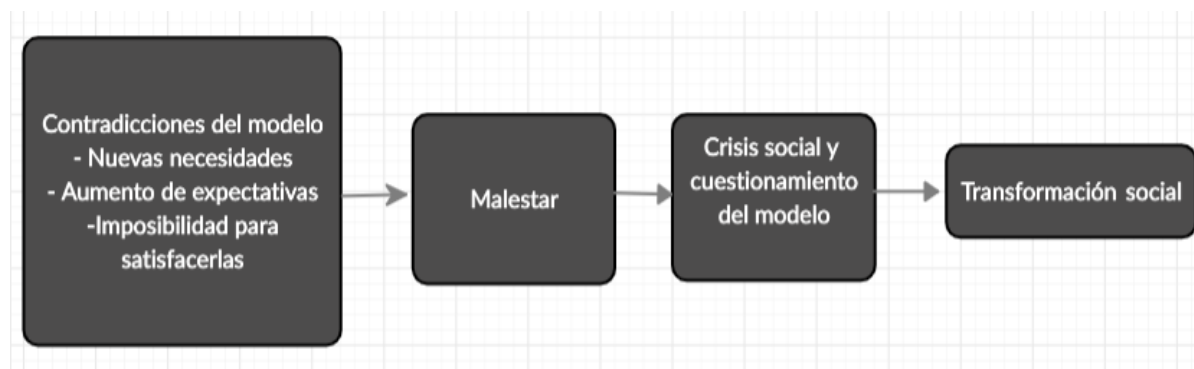 Contradicciones del modelo
- Nuevas necesidades
- Aumento de expectativas
-Imposibilidad para
satisfacerlas
Malestar
Crisis social y
cuestionamiento
del modelo
Transformación social